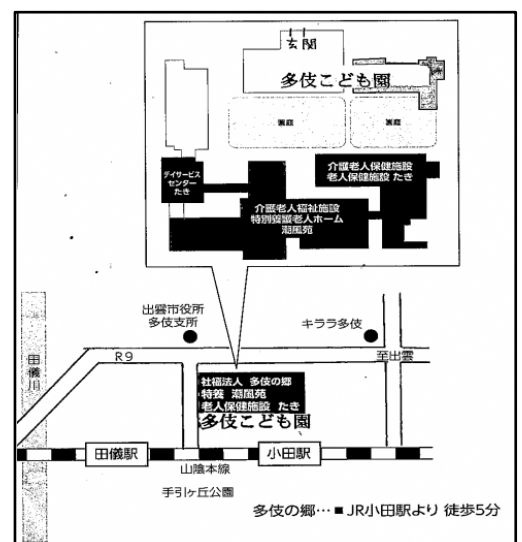 玄関
多伎こども園
園庭
園庭
デイサービス
センター
たき
介護老人保健施設
老人保健施設 たき
介護老人福祉施設
特別養護老人ホーム
潮風苑
出雲市役所
多伎支所
キララ多伎
田儀川
R9
至出雲
社福法人 多伎の郷
特養 潮風苑
老人保健施設 たき
多伎こども園
田儀駅
小田駅
山陰本線
手引ヶ丘公園
多伎の郷…■JR小田駅より 徒歩5分